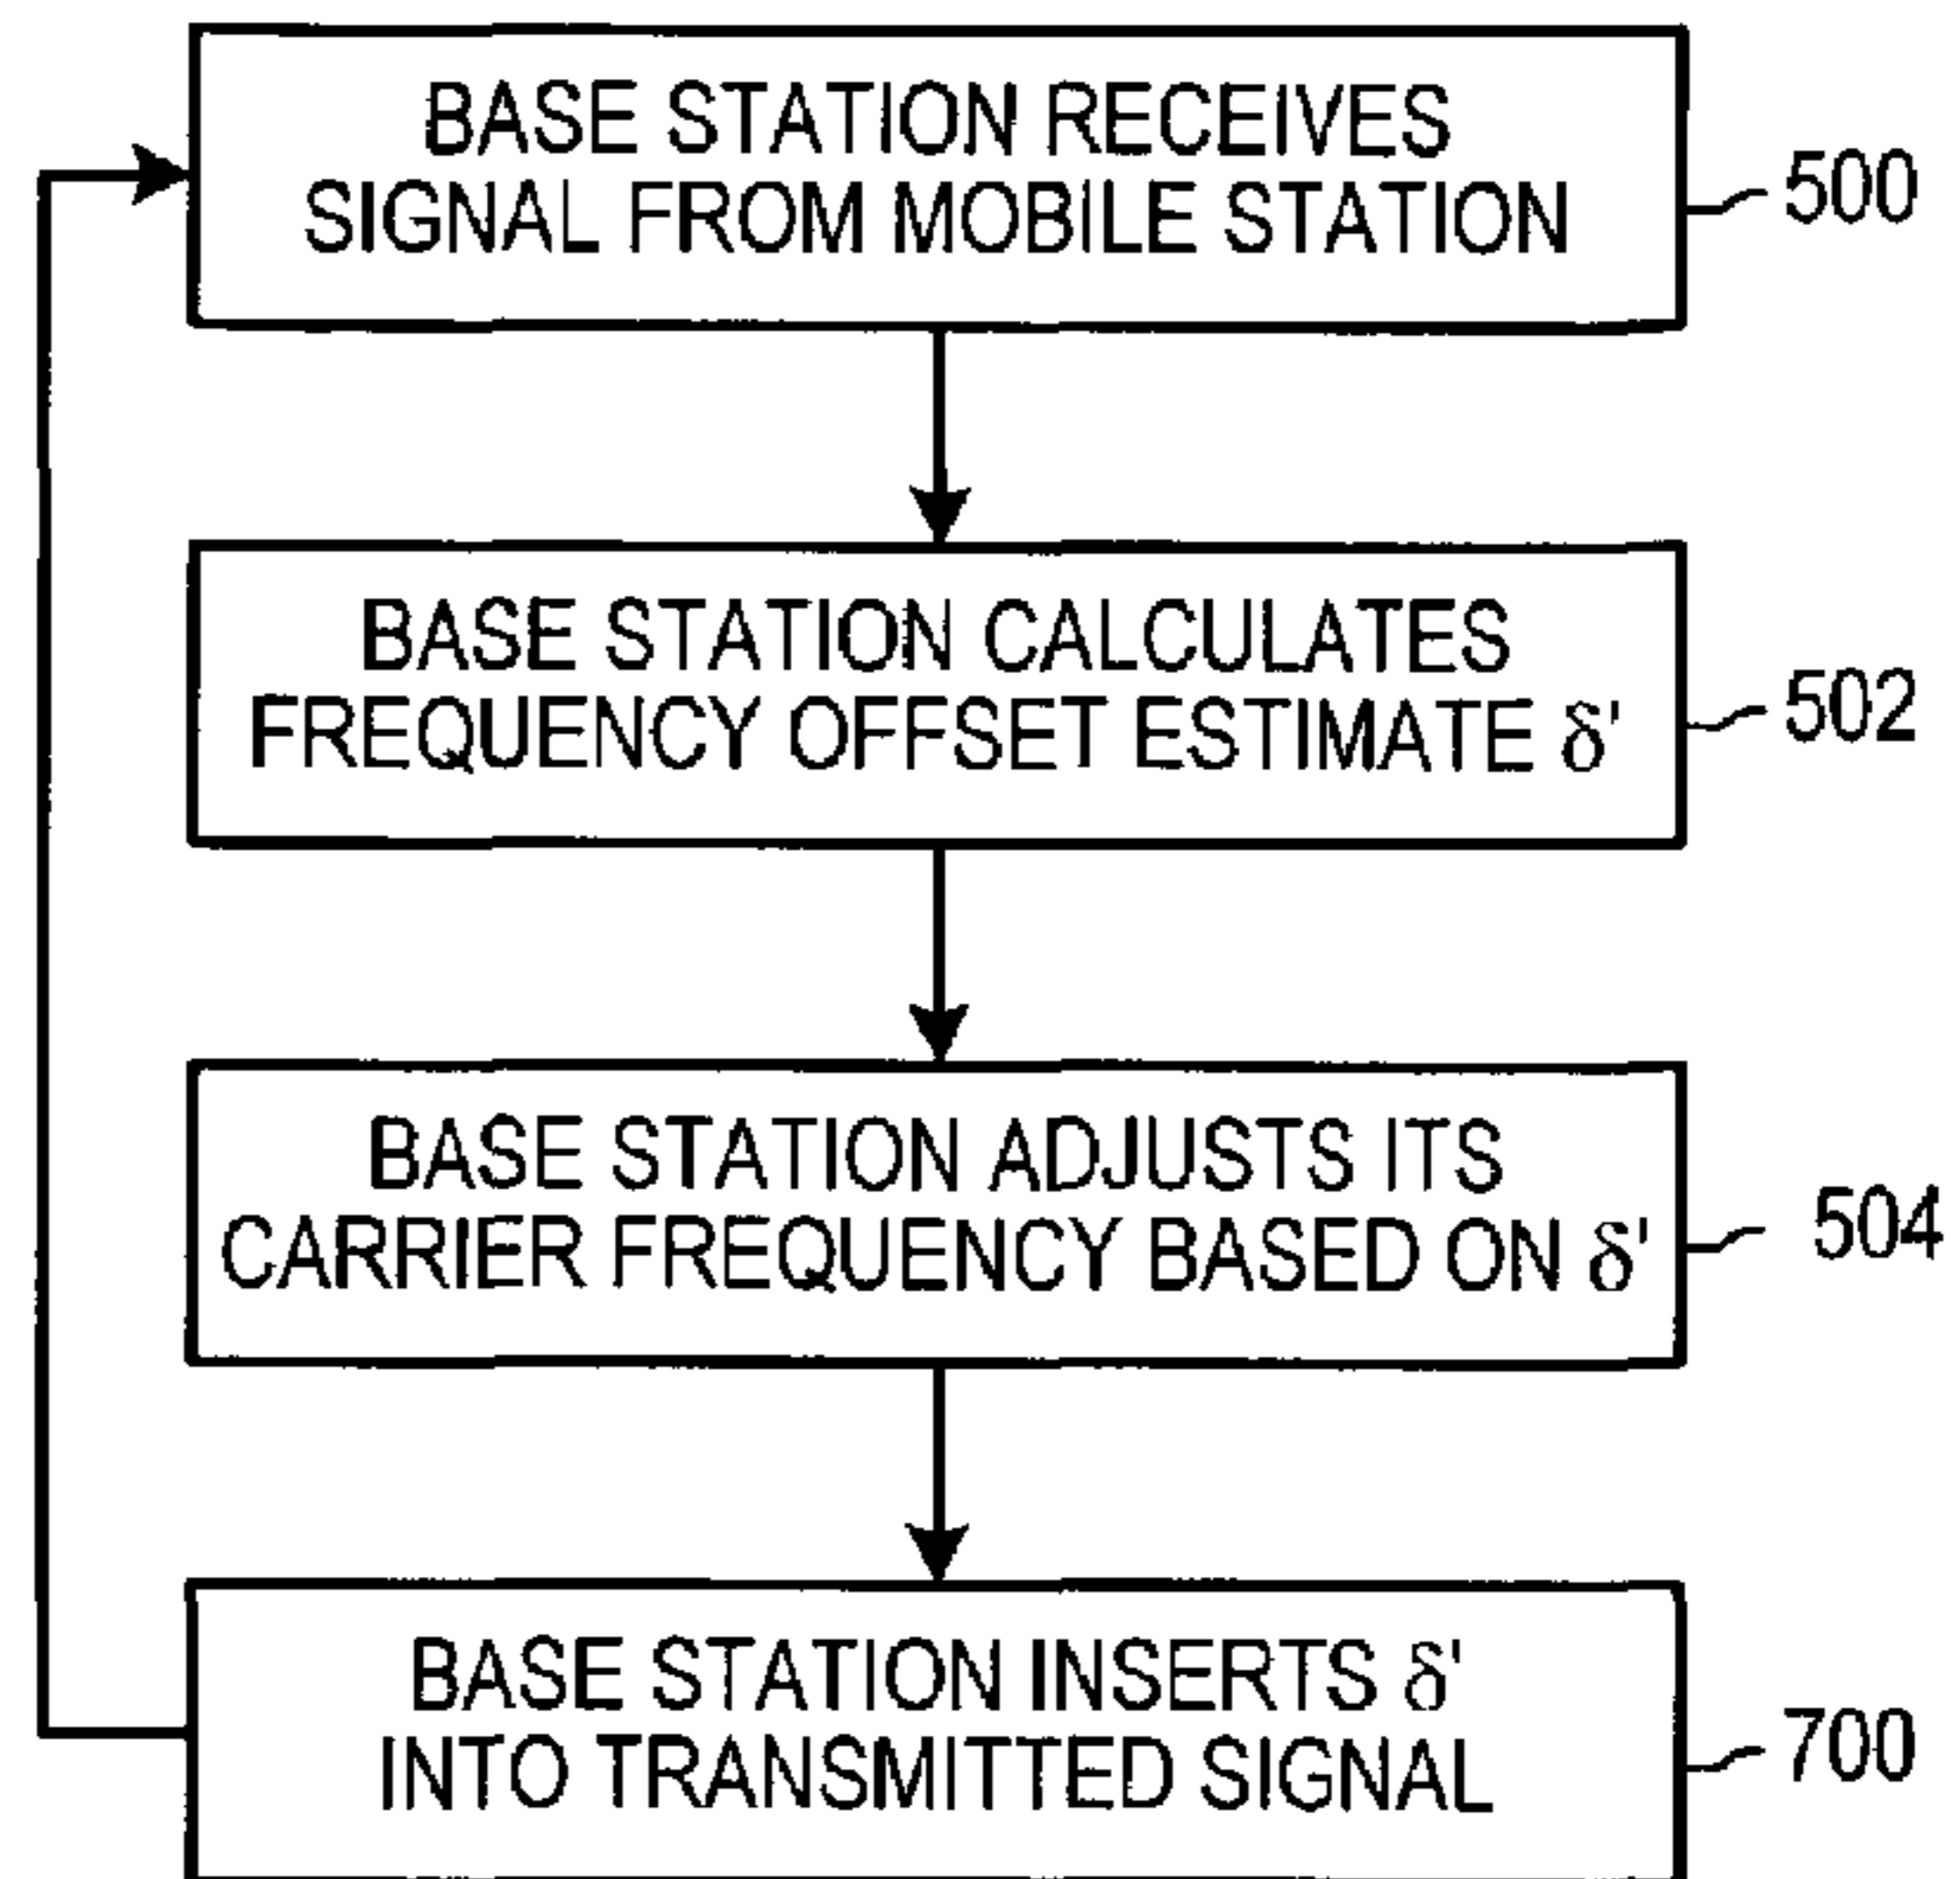 BASE STATION RECEIVES
SIGNAL FROM MOBILE STATION
500
BASE STATION CALCULATES
FREQUENCY OFFSET ESTIMATE δ'
502
BASE STATION ADJUSTS ITS
CARRIER FREQUENCY BASED ON δ'
504
BASE STATION INSERTS δ'
INTO TRANSMITTED SIGNAL
700